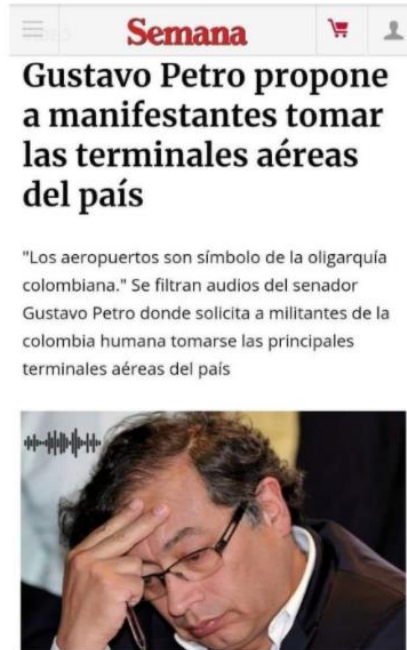 Semana
Gustavo Petro propone
a manifestantes tomar
las terminales aéreas
del país
"Los aeropuertos son símbolo de la oligarquía
colombiana." Se filtran audios del senador
Gustavo Petro donde solicita a militantes de la
colombia humana tomarse las principales
terminales aéreas del país